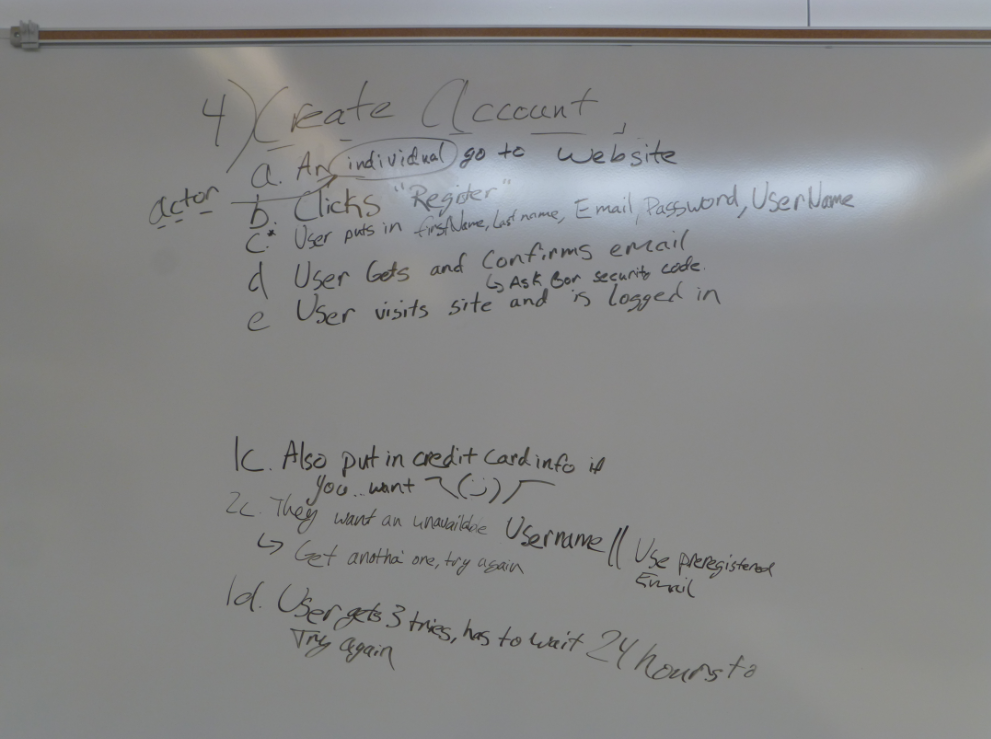 4) Create Account
a. An individual go to website
actor
b. Clicks "Register"
c.* User puts in firstName, Last name, Email, Password, UserName
d User Gets and Confirms email
↳ Ask for security code.
e User visits site and is logged in
1c. Also put in credit card info if
you want ¯\(:))/¯
2c. They want an unavailable Username || Use preregistered
Email
↳ Get another one, try again
1d. User gets 3 tries, has to wait 24 hours to
Try again